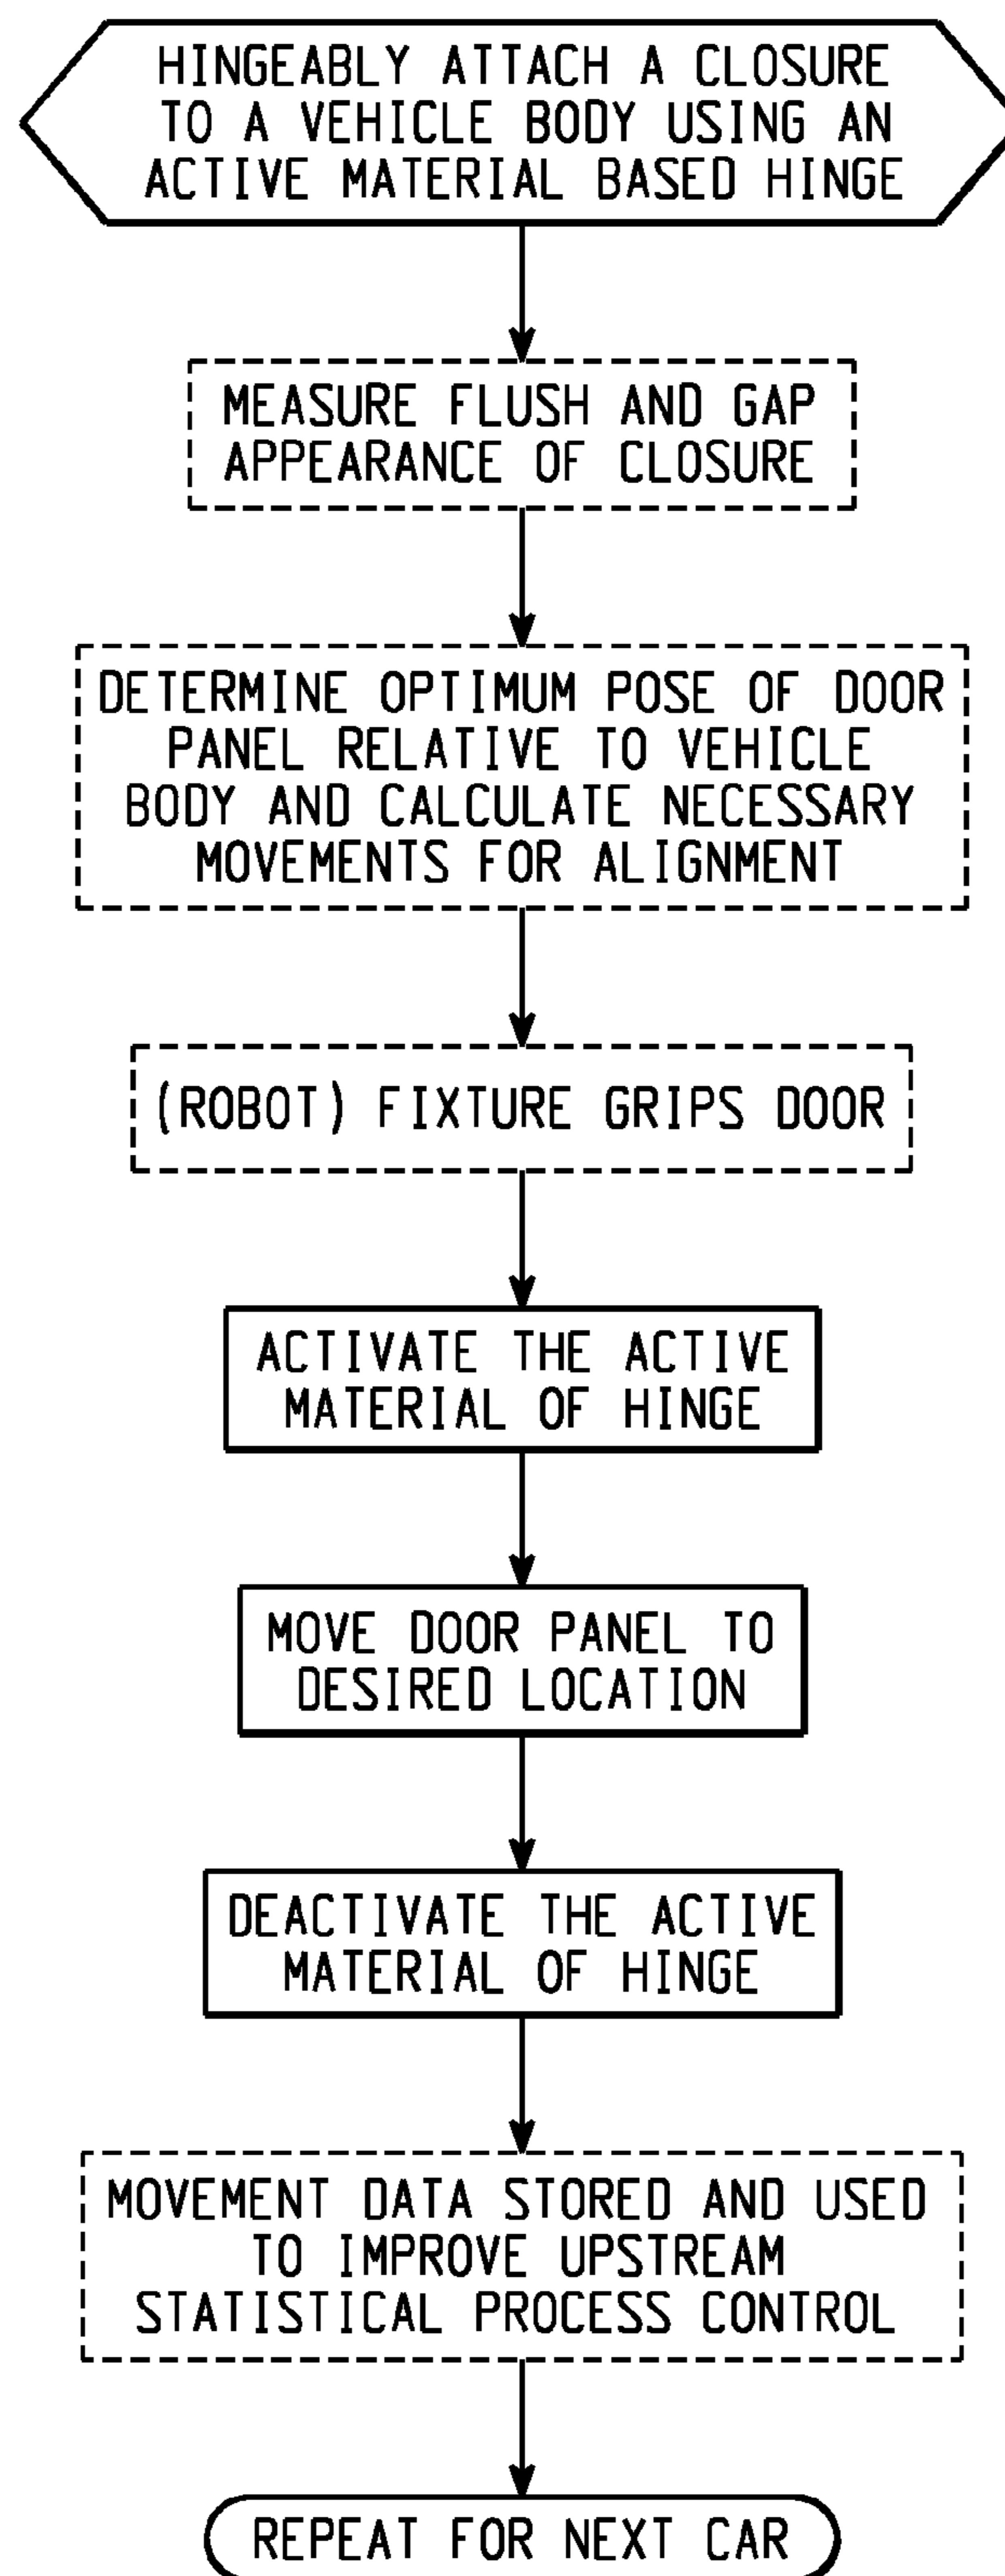 HINGEABLY ATTACH A CLOSURE
TO A VEHICLE BODY USING AN
ACTIVE MATERIAL BASED HINGE
MEASURE FLUSH AND GAP
APPEARANCE OF CLOSURE
DETERMINE OPTIMUM POSE OF DOOR
PANEL RELATIVE TO VEHICLE
BODY AND CALCULATE NECESSARY
MOVEMENTS FOR ALIGNMENT
(ROBOT) FIXTURE GRIPS DOOR
ACTIVATE THE ACTIVE
MATERIAL OF HINGE
MOVE DOOR PANEL TO
DESIRED LOCATION
DEACTIVATE THE ACTIVE
MATERIAL OF HINGE
MOVEMENT DATA STORED AND USED
TO IMPROVE UPSTREAM
STATISTICAL PROCESS CONTROL
REPEAT FOR NEXT CAR